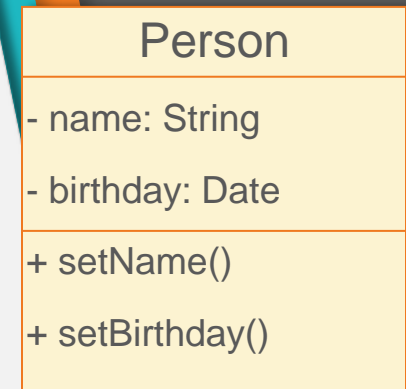 Person
- name: String
- birthday: Date
+ setName()
+ setBirthday()